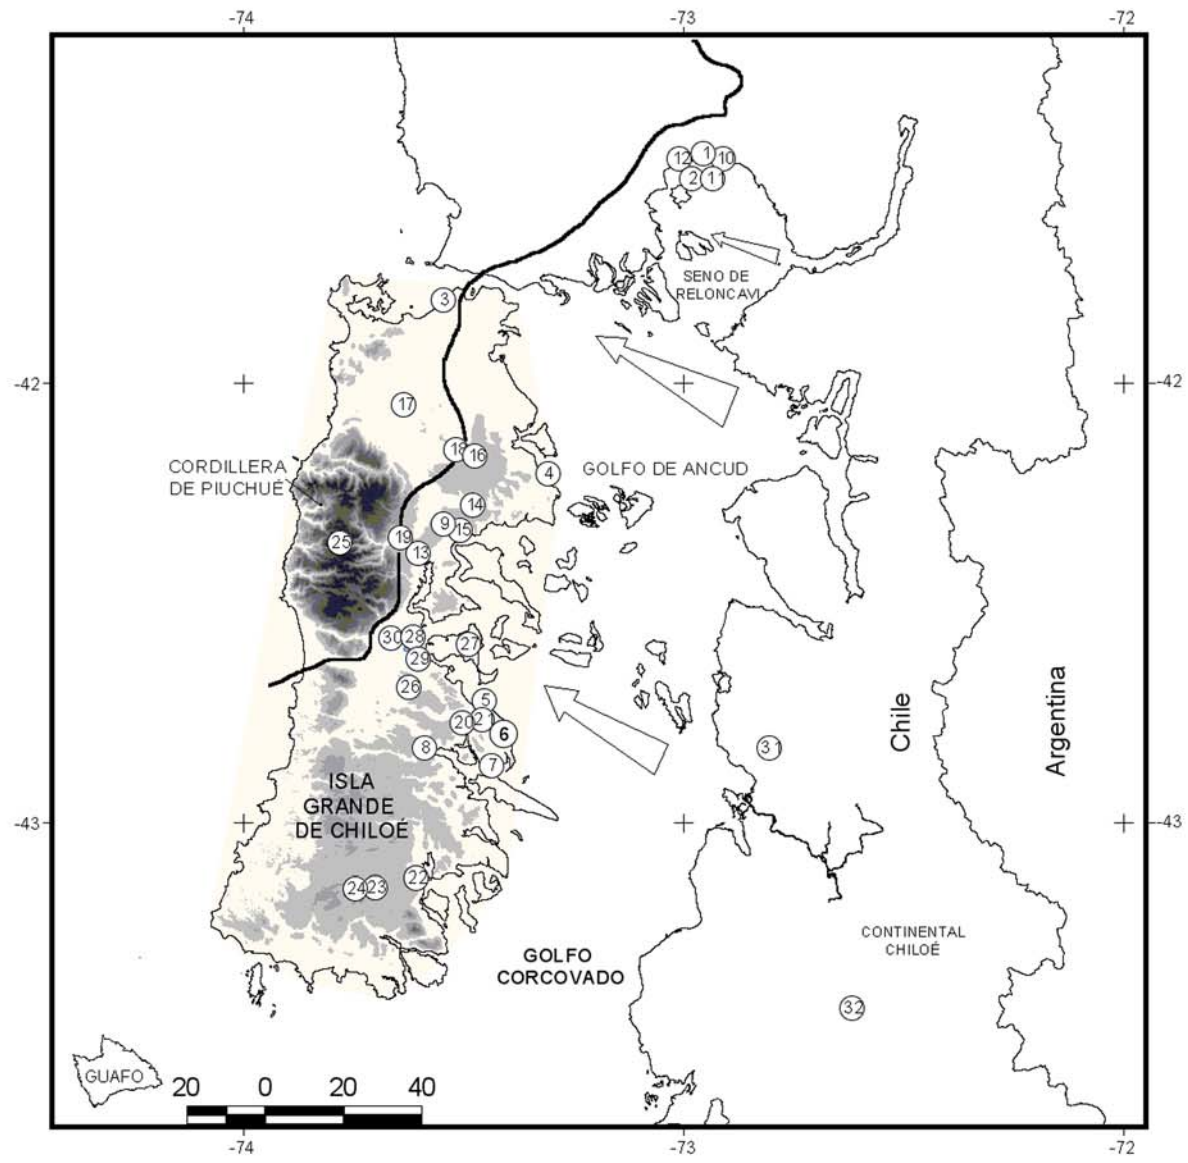 -74
-73
-72
12
1
10
2
11
SENO DE
RELONCAVI
3
-42
-42
17
18
16
CORDILLERA
DE PIUCHUÉ
GOLFO DE ANCUD
4
14
9
15
25
19
13
30
28
27
29
26
5
20
21
6
8
7
31
Chile
Argentina
ISLA
GRANDE
DE CHILOÉ
-43
-43
24
23
22
CONTINENTAL
CHILOÉ
GOLFO
CORCOVADO
32
GUAFO
20 0 20 40
-74
-73
-72